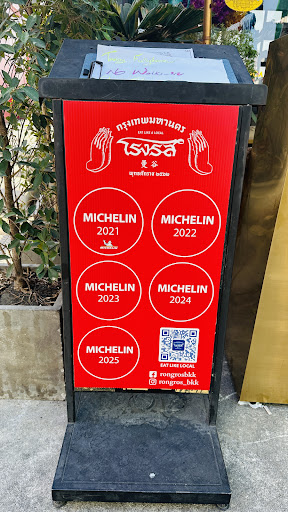 กรุงเทพมหานคร
EAT LIKE A LOCAL
โรงรส
曼谷
พุทธศักราช ๒๕๖๒
MICHELIN
2021
MICHELIN
MICHELIN
2022
MICHELIN
2023
MICHELIN
2024
MICHELIN
2025
EAT LIKE LOCAL
rongrosbkk
rongros_bkk